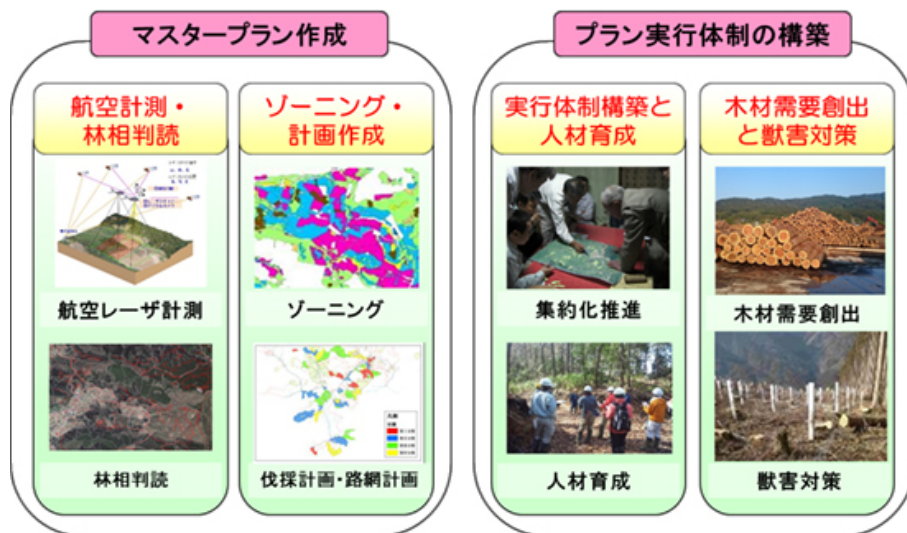 マスタープラン作成
プラン実行体制の構築
航空計測・
林相判読
ゾーニング・
計画作成
実行体制構築と
人材育成
木材需要創出
と獣害対策
航空レーザ計測
ゾーニング
集約化推進
木材需要創出
林相判読
伐採計画・路網計画
人材育成
獣害対策